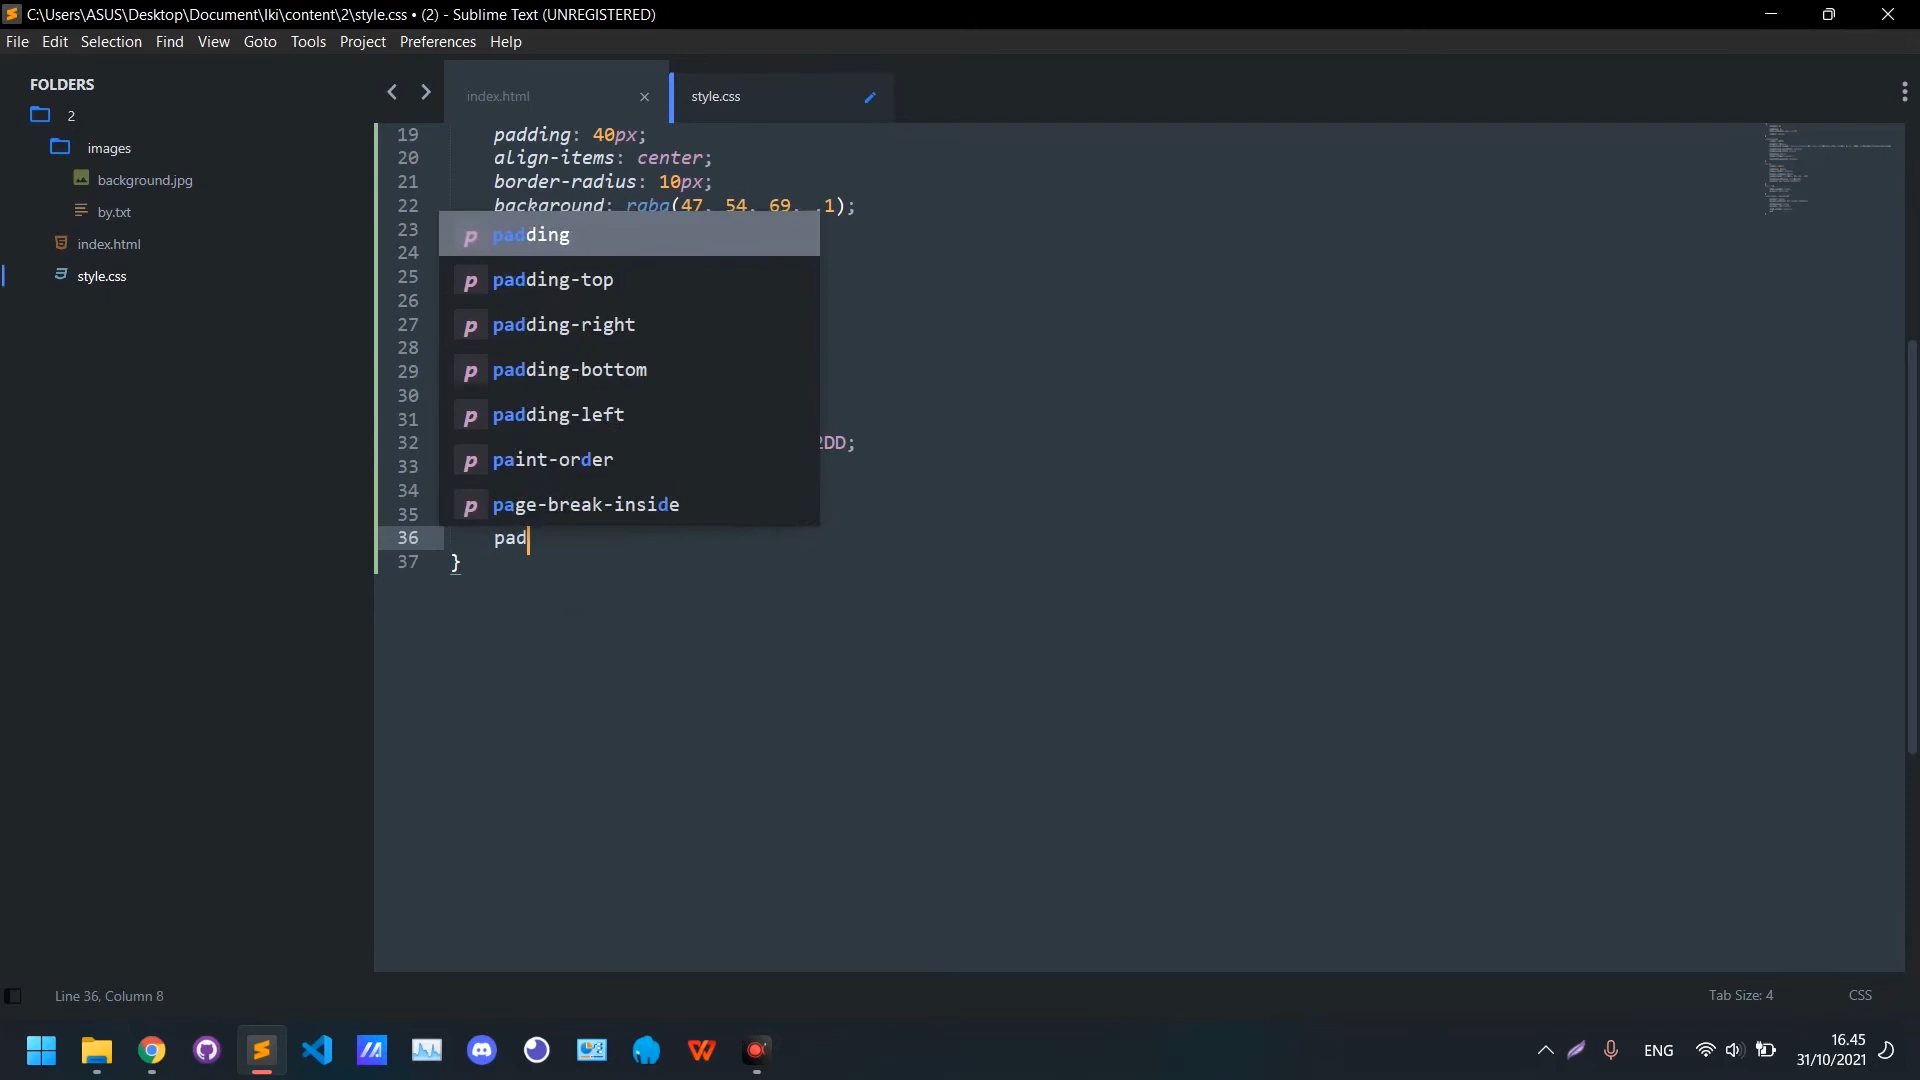 C:\Users\ASUS\Desktop\Document\Iki\content\2\style.css • (2) - Sublime Text (UNREGISTERED)
File Edit Selection Find View Goto Tools Project Preferences Help
FOLDERS
2
images
background.jpg
by.txt
index.html
style.css
index.html
style.css
19 padding: 40px;
20 align-items: center;
21 border-radius: 10px;
22 background: rgba(47, 54, 69, .1);
23
24
25
26
27
28
29
30
31
32 2DD;
33
34
35
36 pad
37 }
p padding
p padding-top
p padding-right
p padding-bottom
p padding-left
p paint-order
p page-break-inside
Line 36, Column 8
Tab Size: 4
CSS
ENG
16.45
31/10/2021